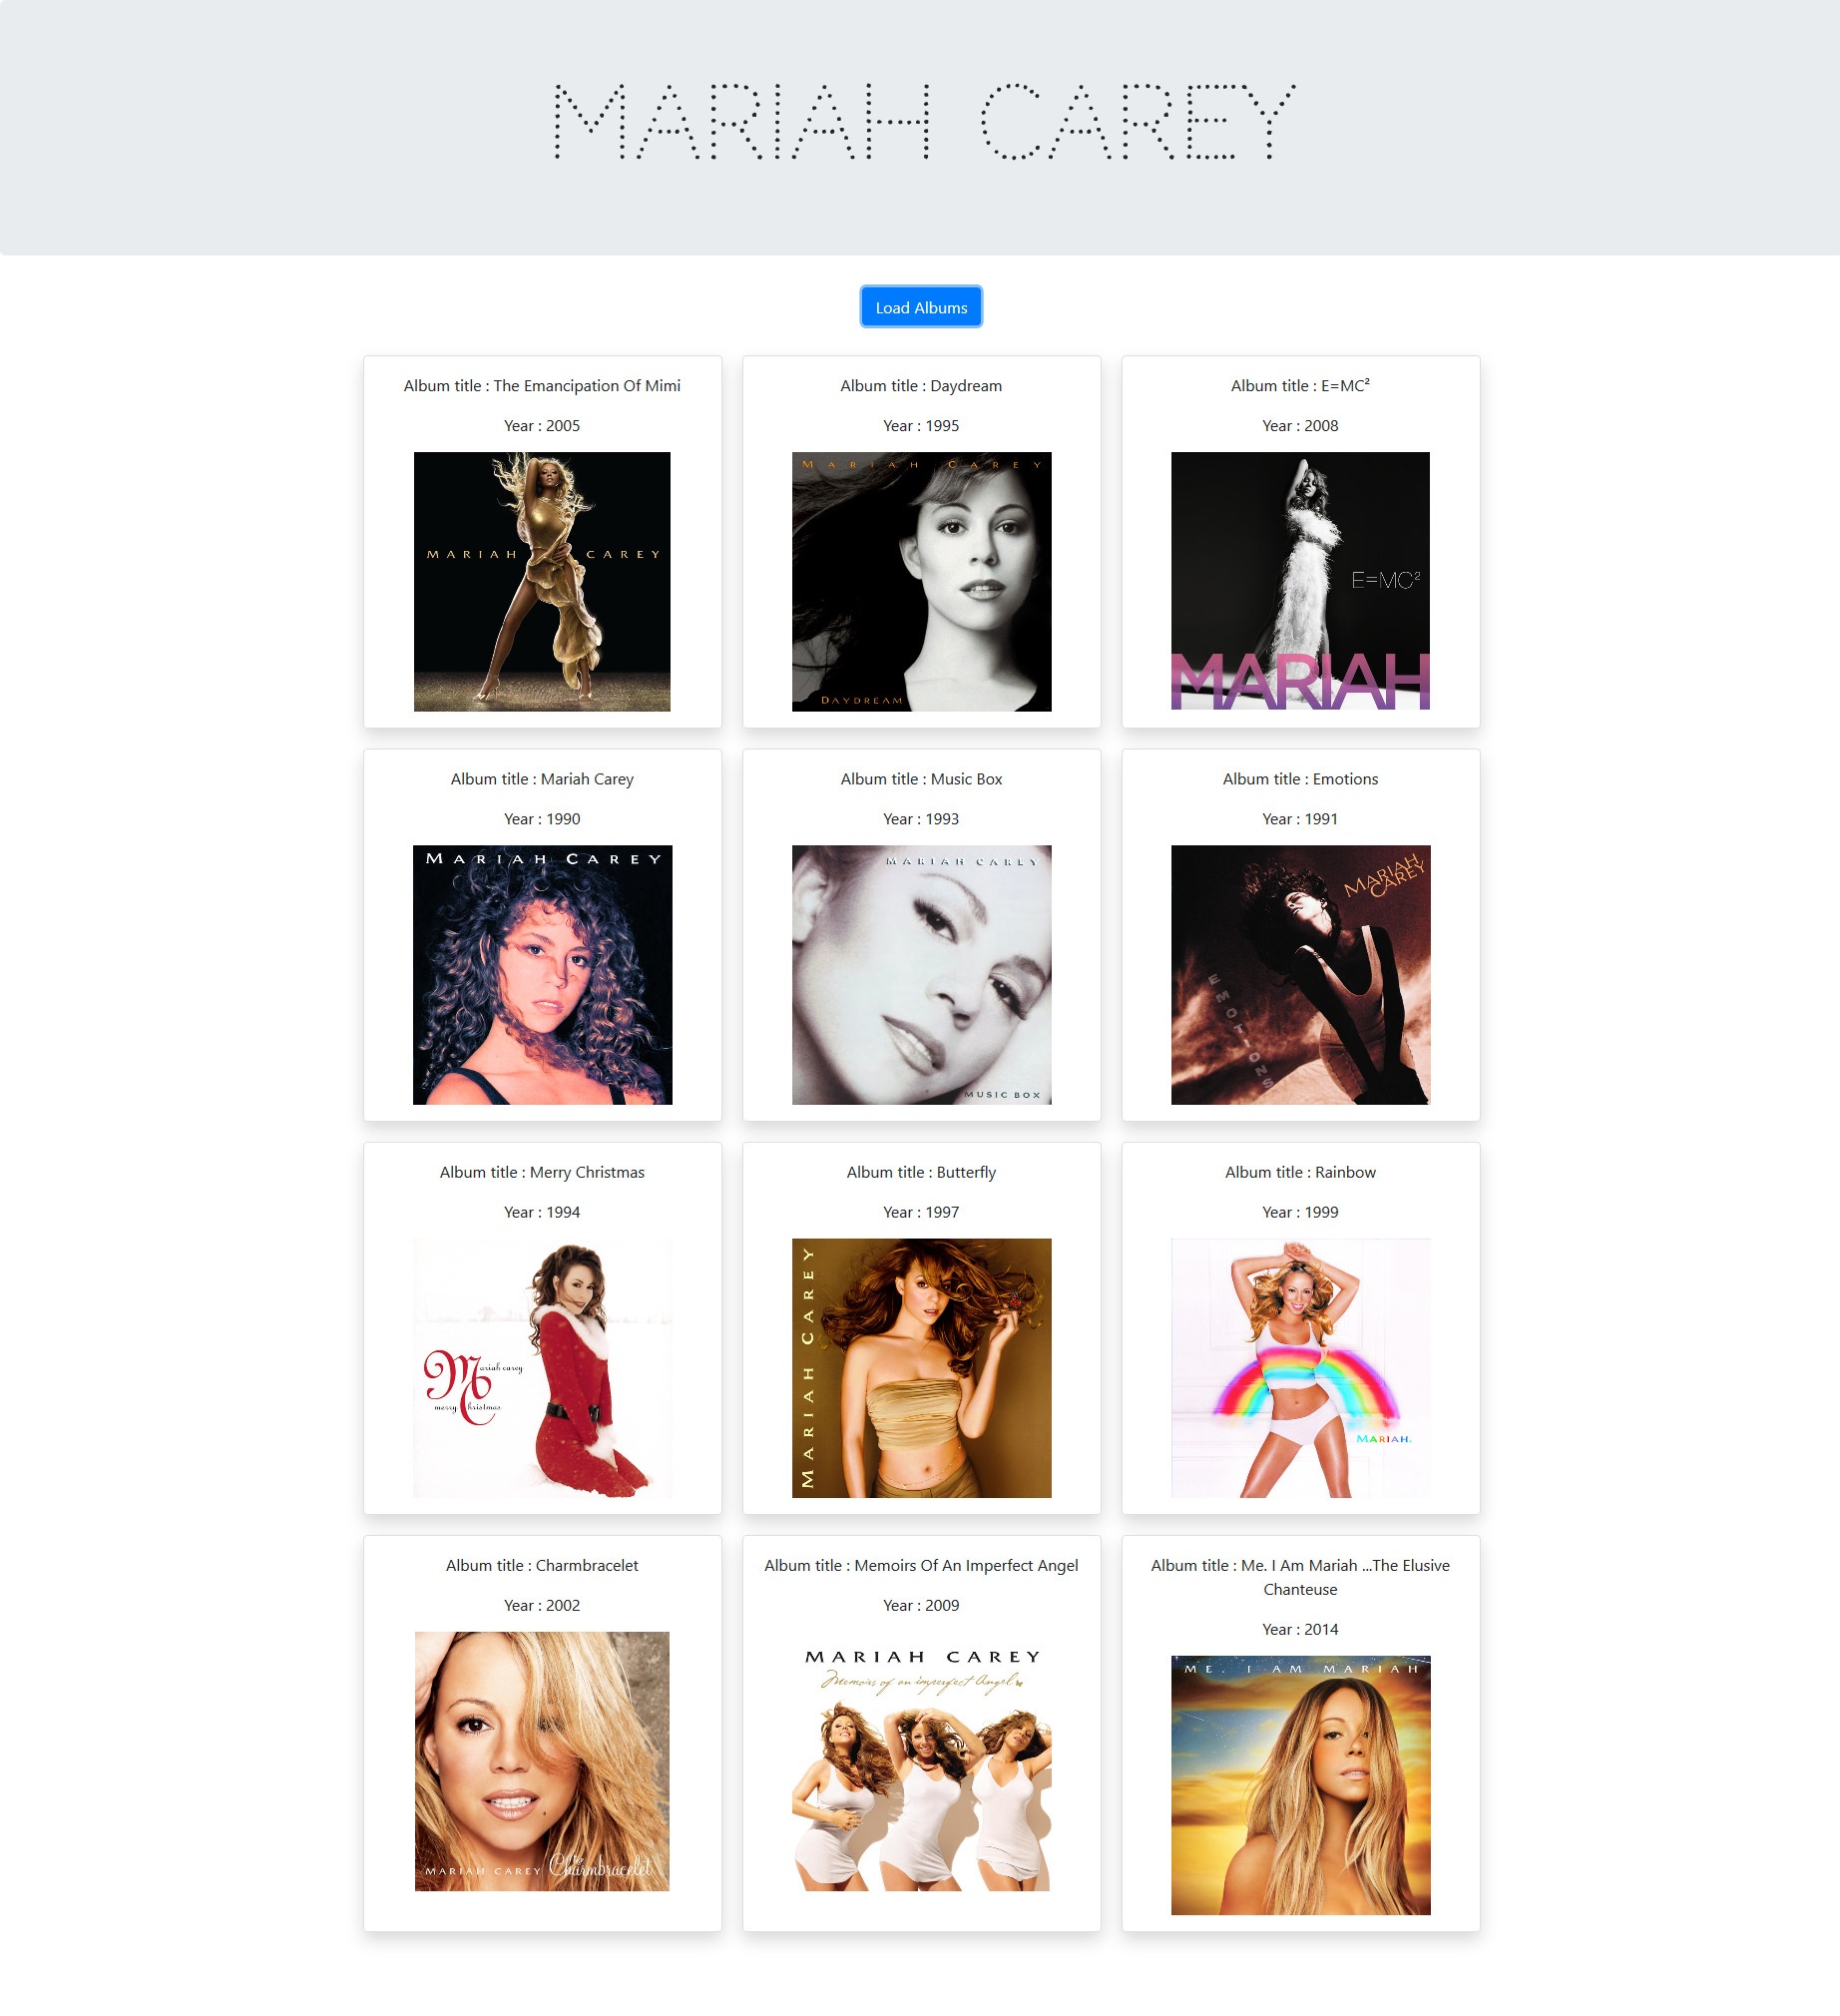 MARIAH CAREY
Load Albums
Album title : The Emancipation Of Mimi
Year : 2005
MARIAH CAREY
Album title : Daydream
Year : 1995
MARIAH CAREY
DAYDREAM
Album title : E=MC²
Year : 2008
E=MC²
MARIAH
Album title : Mariah Carey
Year : 1990
MARIAH CAREY
Album title : Music Box
Year : 1993
MARIAH CAREY
MUSIC BOX
Album title : Emotions
Year : 1991
MARIAH
CAREY
EMOTIONS
Album title : Merry Christmas
Year : 1994
Mariah carey
merry Christmas
Album title : Butterfly
Year : 1997
MARIAH CAREY
Album title : Rainbow
Year : 1999
MARIAH.
Album title : Charmbracelet
Year : 2002
MARIAH CAREY Charmbracelet
Album title : Memoirs Of An Imperfect Angel
Year : 2009
MARIAH CAREY
Memoirs of an imperfect Angel
Album title : Me. I Am Mariah ...The Elusive
Chanteuse
Year : 2014
ME. I AM MARIAH